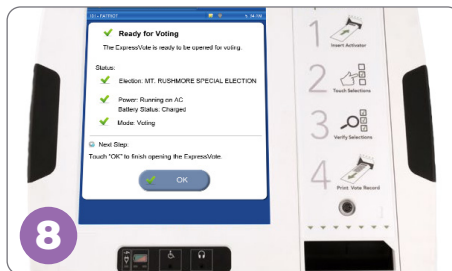 Ready for Voting
The ExpressVote is ready to be opened for voting.
Status:
Election: MT. RUSHMORE SPECIAL ELECTION
Power: Running on AC
Battery Status: Charged
Mode: Voting
Next Step:
Touch "OK" to finish opening the ExpressVote.
OK
1
Insert Activator
2
Touch Selections
3
Verify Selections
4
Print Vote Record
8